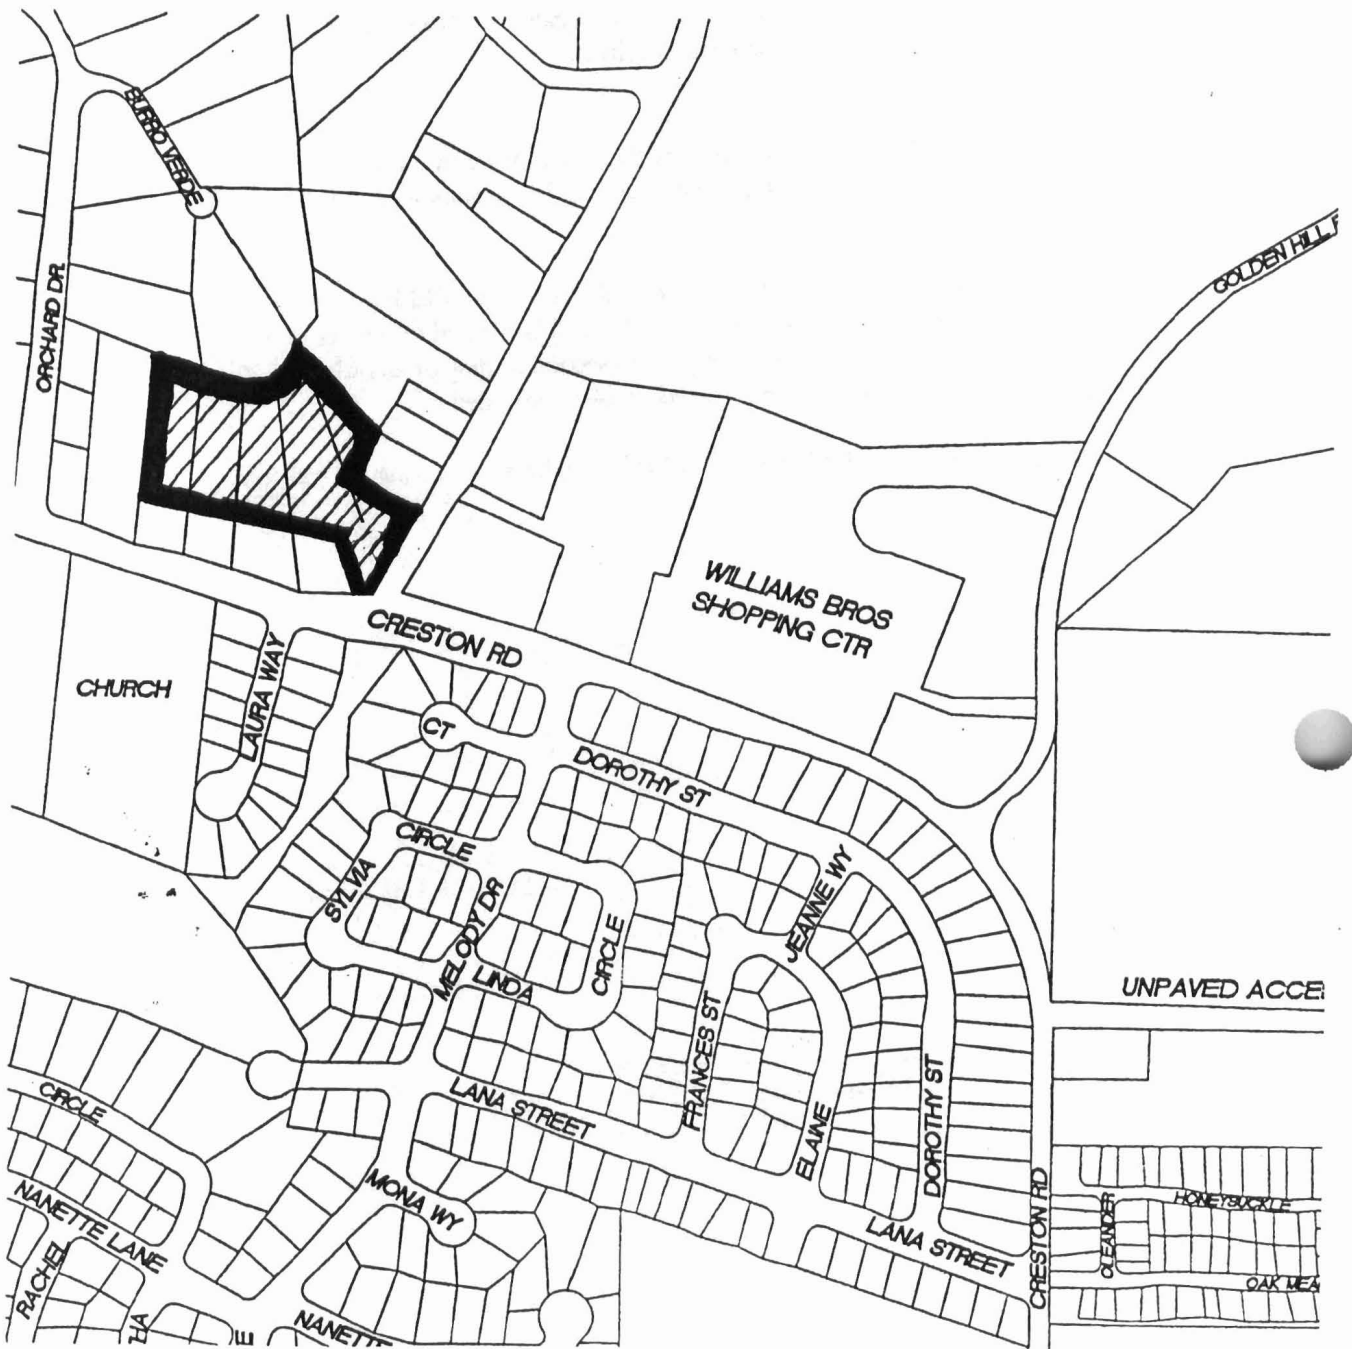 BURRO VERDE
ORCHARD DR.
GOLDEN HILL
WILLIAMS BROS
SHOPPING CTR
CRESTON RD
CHURCH
LAURA WAY
CT
DOROTHY ST
CIRCLE
SYLVIA
MELODY DR
JEANNE WY
LINDA
CIRCLE
UNPAVED ACCE
FRANCES ST
LANA STREET
DOROTHY ST
ELAINE
CIRCLE
MONA WY
NANETTE LANE
LANA STREET
CRESTON RD
OLEANDER
HONEYSUCKLE
OAK MEA
RACHEL
THA
E
NANETTE